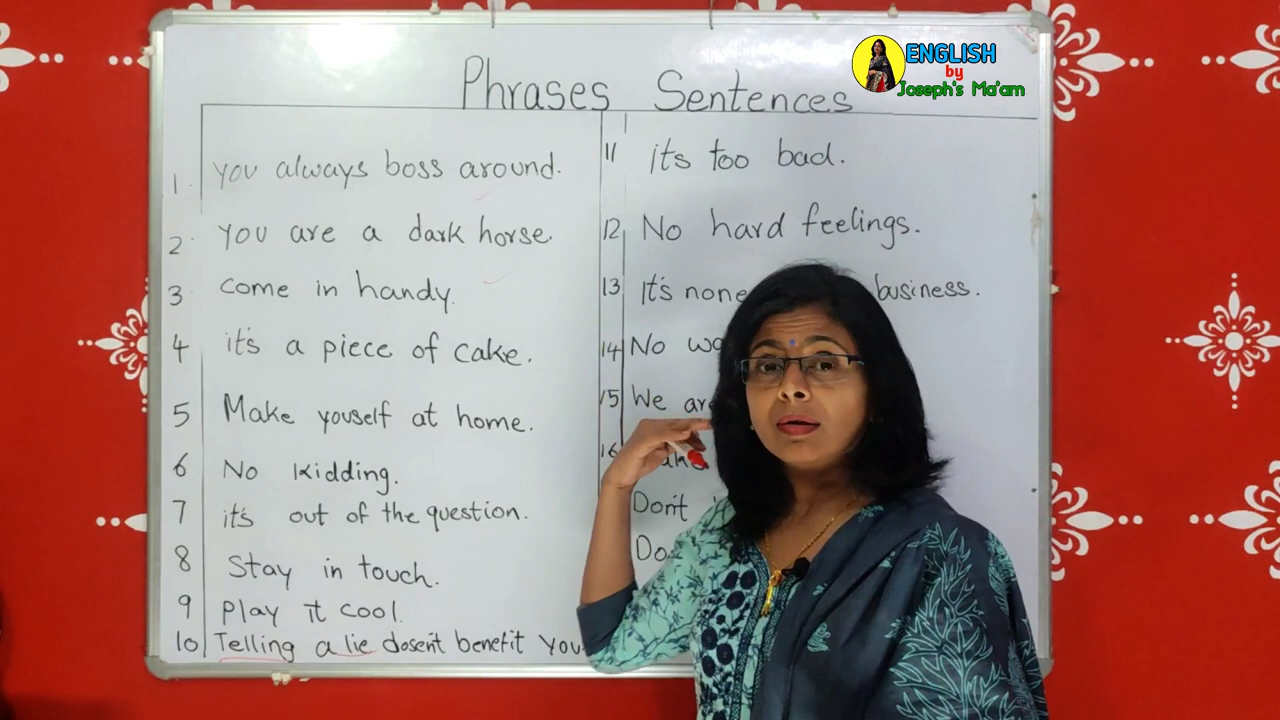 ENGLISH
by
Joseph's Ma'am
Phrases Sentences
1. You always boss around.
2. You are a dark horse.
3 come in handy.
4 it's a piece of cake.
5 Make youself at home.
6 No kidding.
7 it's out of the question.
8 Stay in touch.
9 Play it cool.
10 Telling a lie dosen't benefit you.
11 it's too bad.
12 No hard feelings.
13 It's none business.
14 No
15 We are
16
Don't